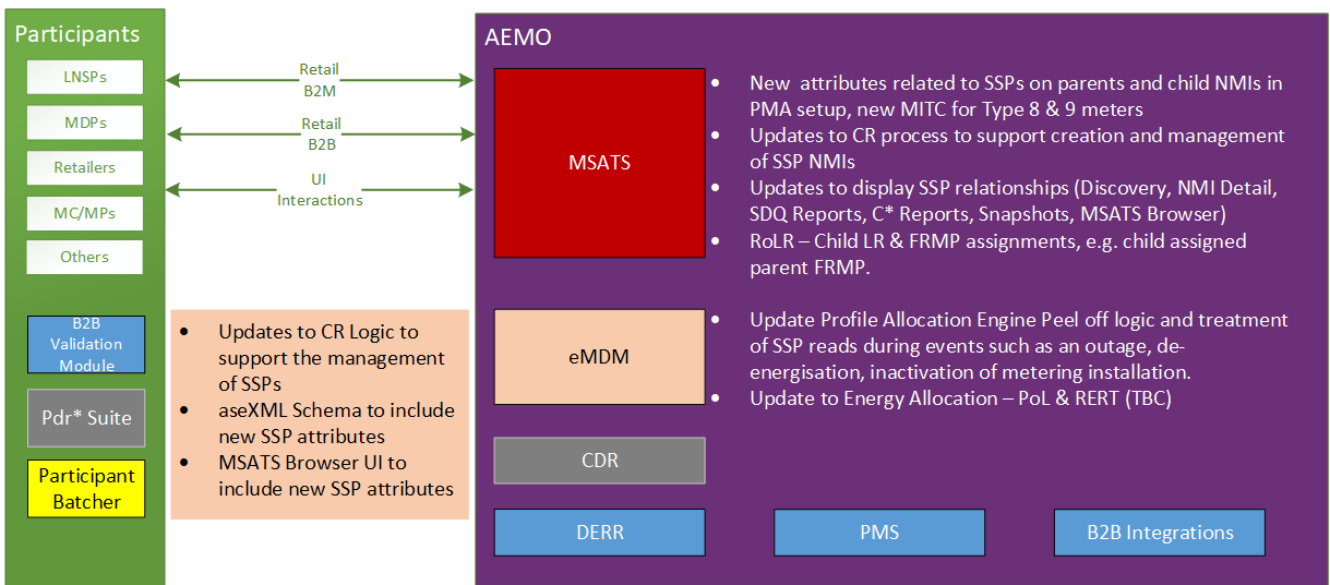 Participants
LNSPs
MDPs
Retailers
MC/MPs
Others
B2B
Validation
Module
Pdr* Suite
Participant
Batcher
Retail
B2M
Retail
B2B
UI
Interactions
• Updates to CR Logic to
support the management
of SSPs
• aseXML Schema to include
new SSP attributes
• MSATS Browser UI to
include new SSP attributes
AEMO
MSATS
• New attributes related to SSPs on parents and child NMIs in
PMA setup, new MITC for Type 8 & 9 meters
• Updates to CR process to support creation and management
of SSP NMIs
• Updates to display SSP relationships (Discovery, NMI Detail,
SDQ Reports, C* Reports, Snapshots, MSATS Browser)
• RoLR – Child LR & FRMP assignments, e.g. child assigned
parent FRMP.
eMDM
• Update Profile Allocation Engine Peel off logic and treatment
of SSP reads during events such as an outage, de-
energisation, inactivation of metering installation.
• Update to Energy Allocation – PoL & RERT (TBC)
CDR
DERR
PMS
B2B Integrations